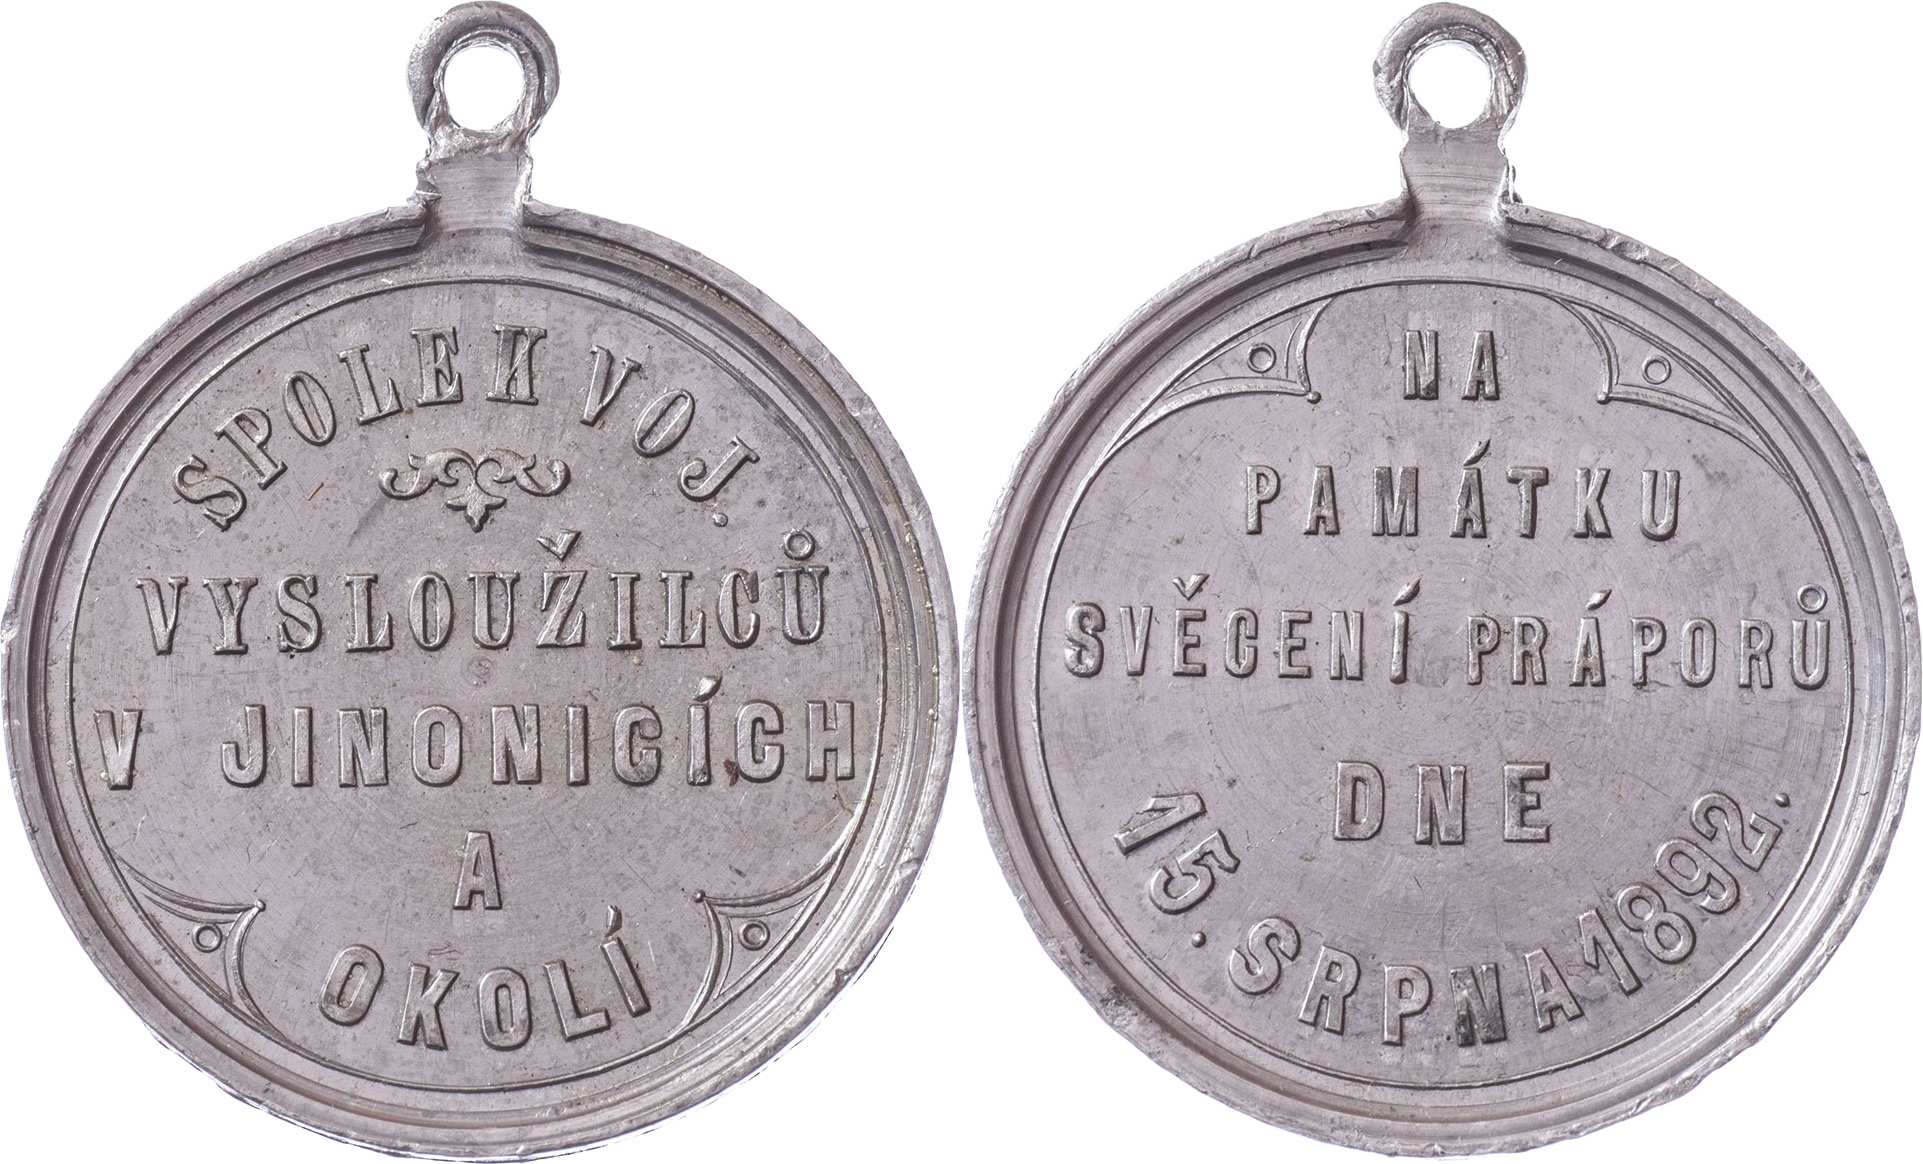 SPOLEK VOJ.
VYSLOUŽILCŮ
V JINONICÍCH
A
OKOLÍ
NA
PAMÁTKU
SVĚCENÍ PRÁPORŮ
DNE
15. SRPNA 1892.